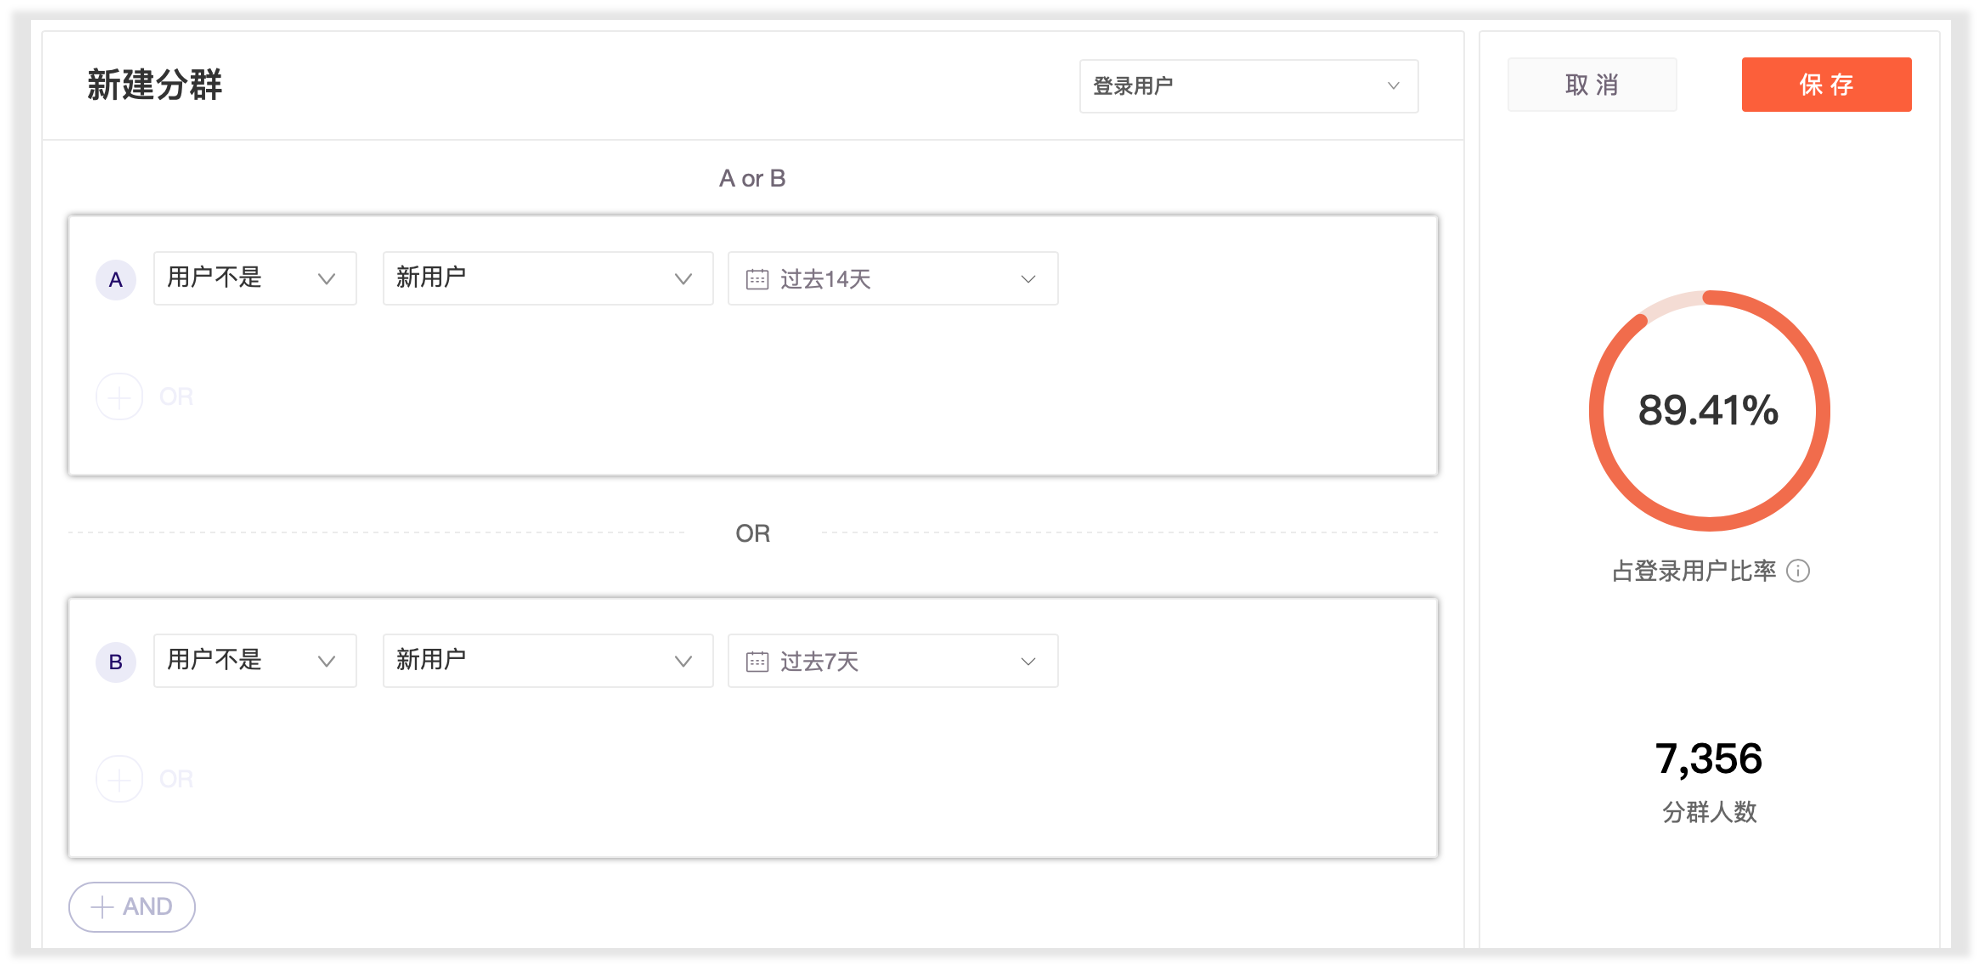 新建分群
登录用户
取 消
保 存
A or B
A 用户不是 新用户 过去14天
OR
OR
B 用户不是 新用户 过去7天
OR
AND
89.41%
占登录用户比率
7,356
分群人数